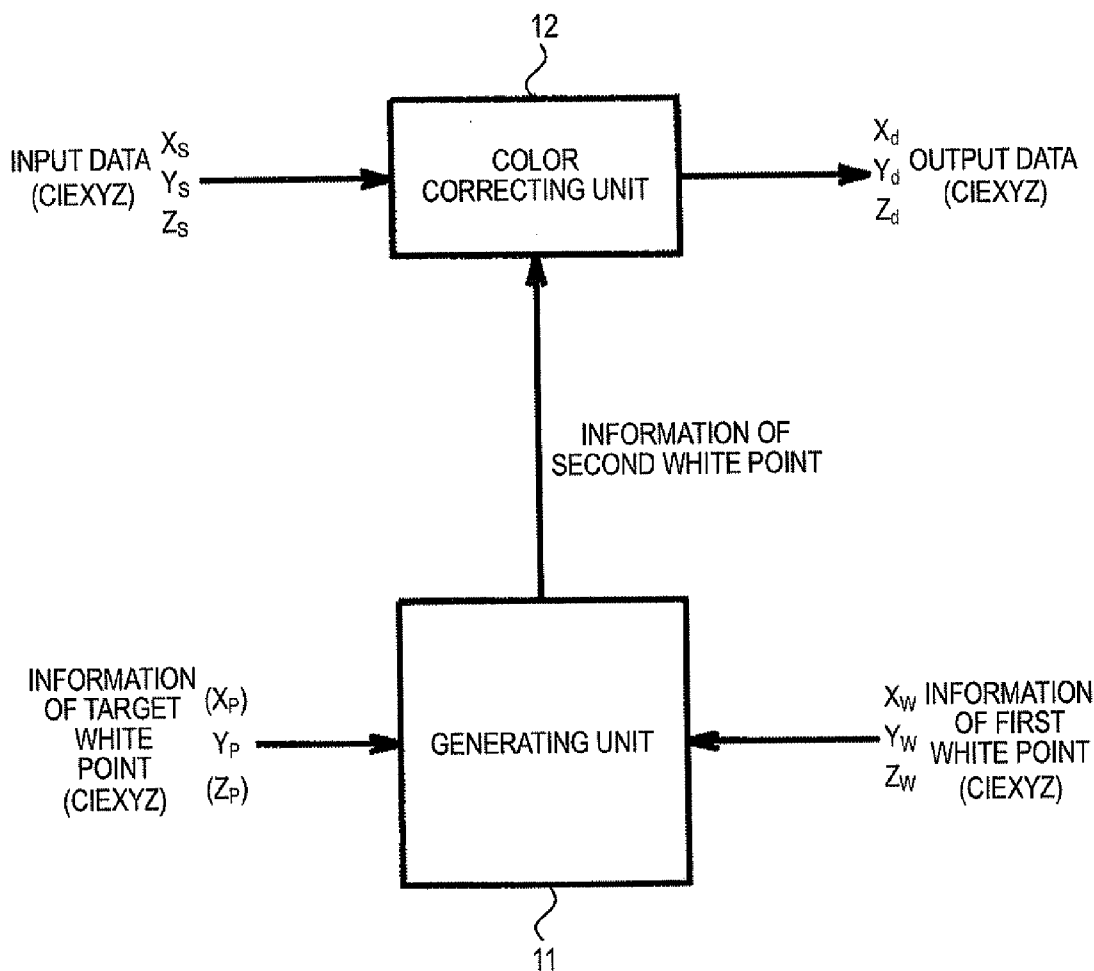 12
INPUT DATA
(CIEXYZ)
XS
YS
ZS
COLOR
CORRECTING UNIT
Xd
Yd
Zd
OUTPUT DATA
(CIEXYZ)
INFORMATION OF
SECOND WHITE POINT
INFORMATION
OF TARGET
WHITE
POINT
(CIEXYZ)
(XP)
YP
(ZP)
GENERATING UNIT
XW
YW
ZW
INFORMATION
OF FIRST
WHITE POINT
(CIEXYZ)
11